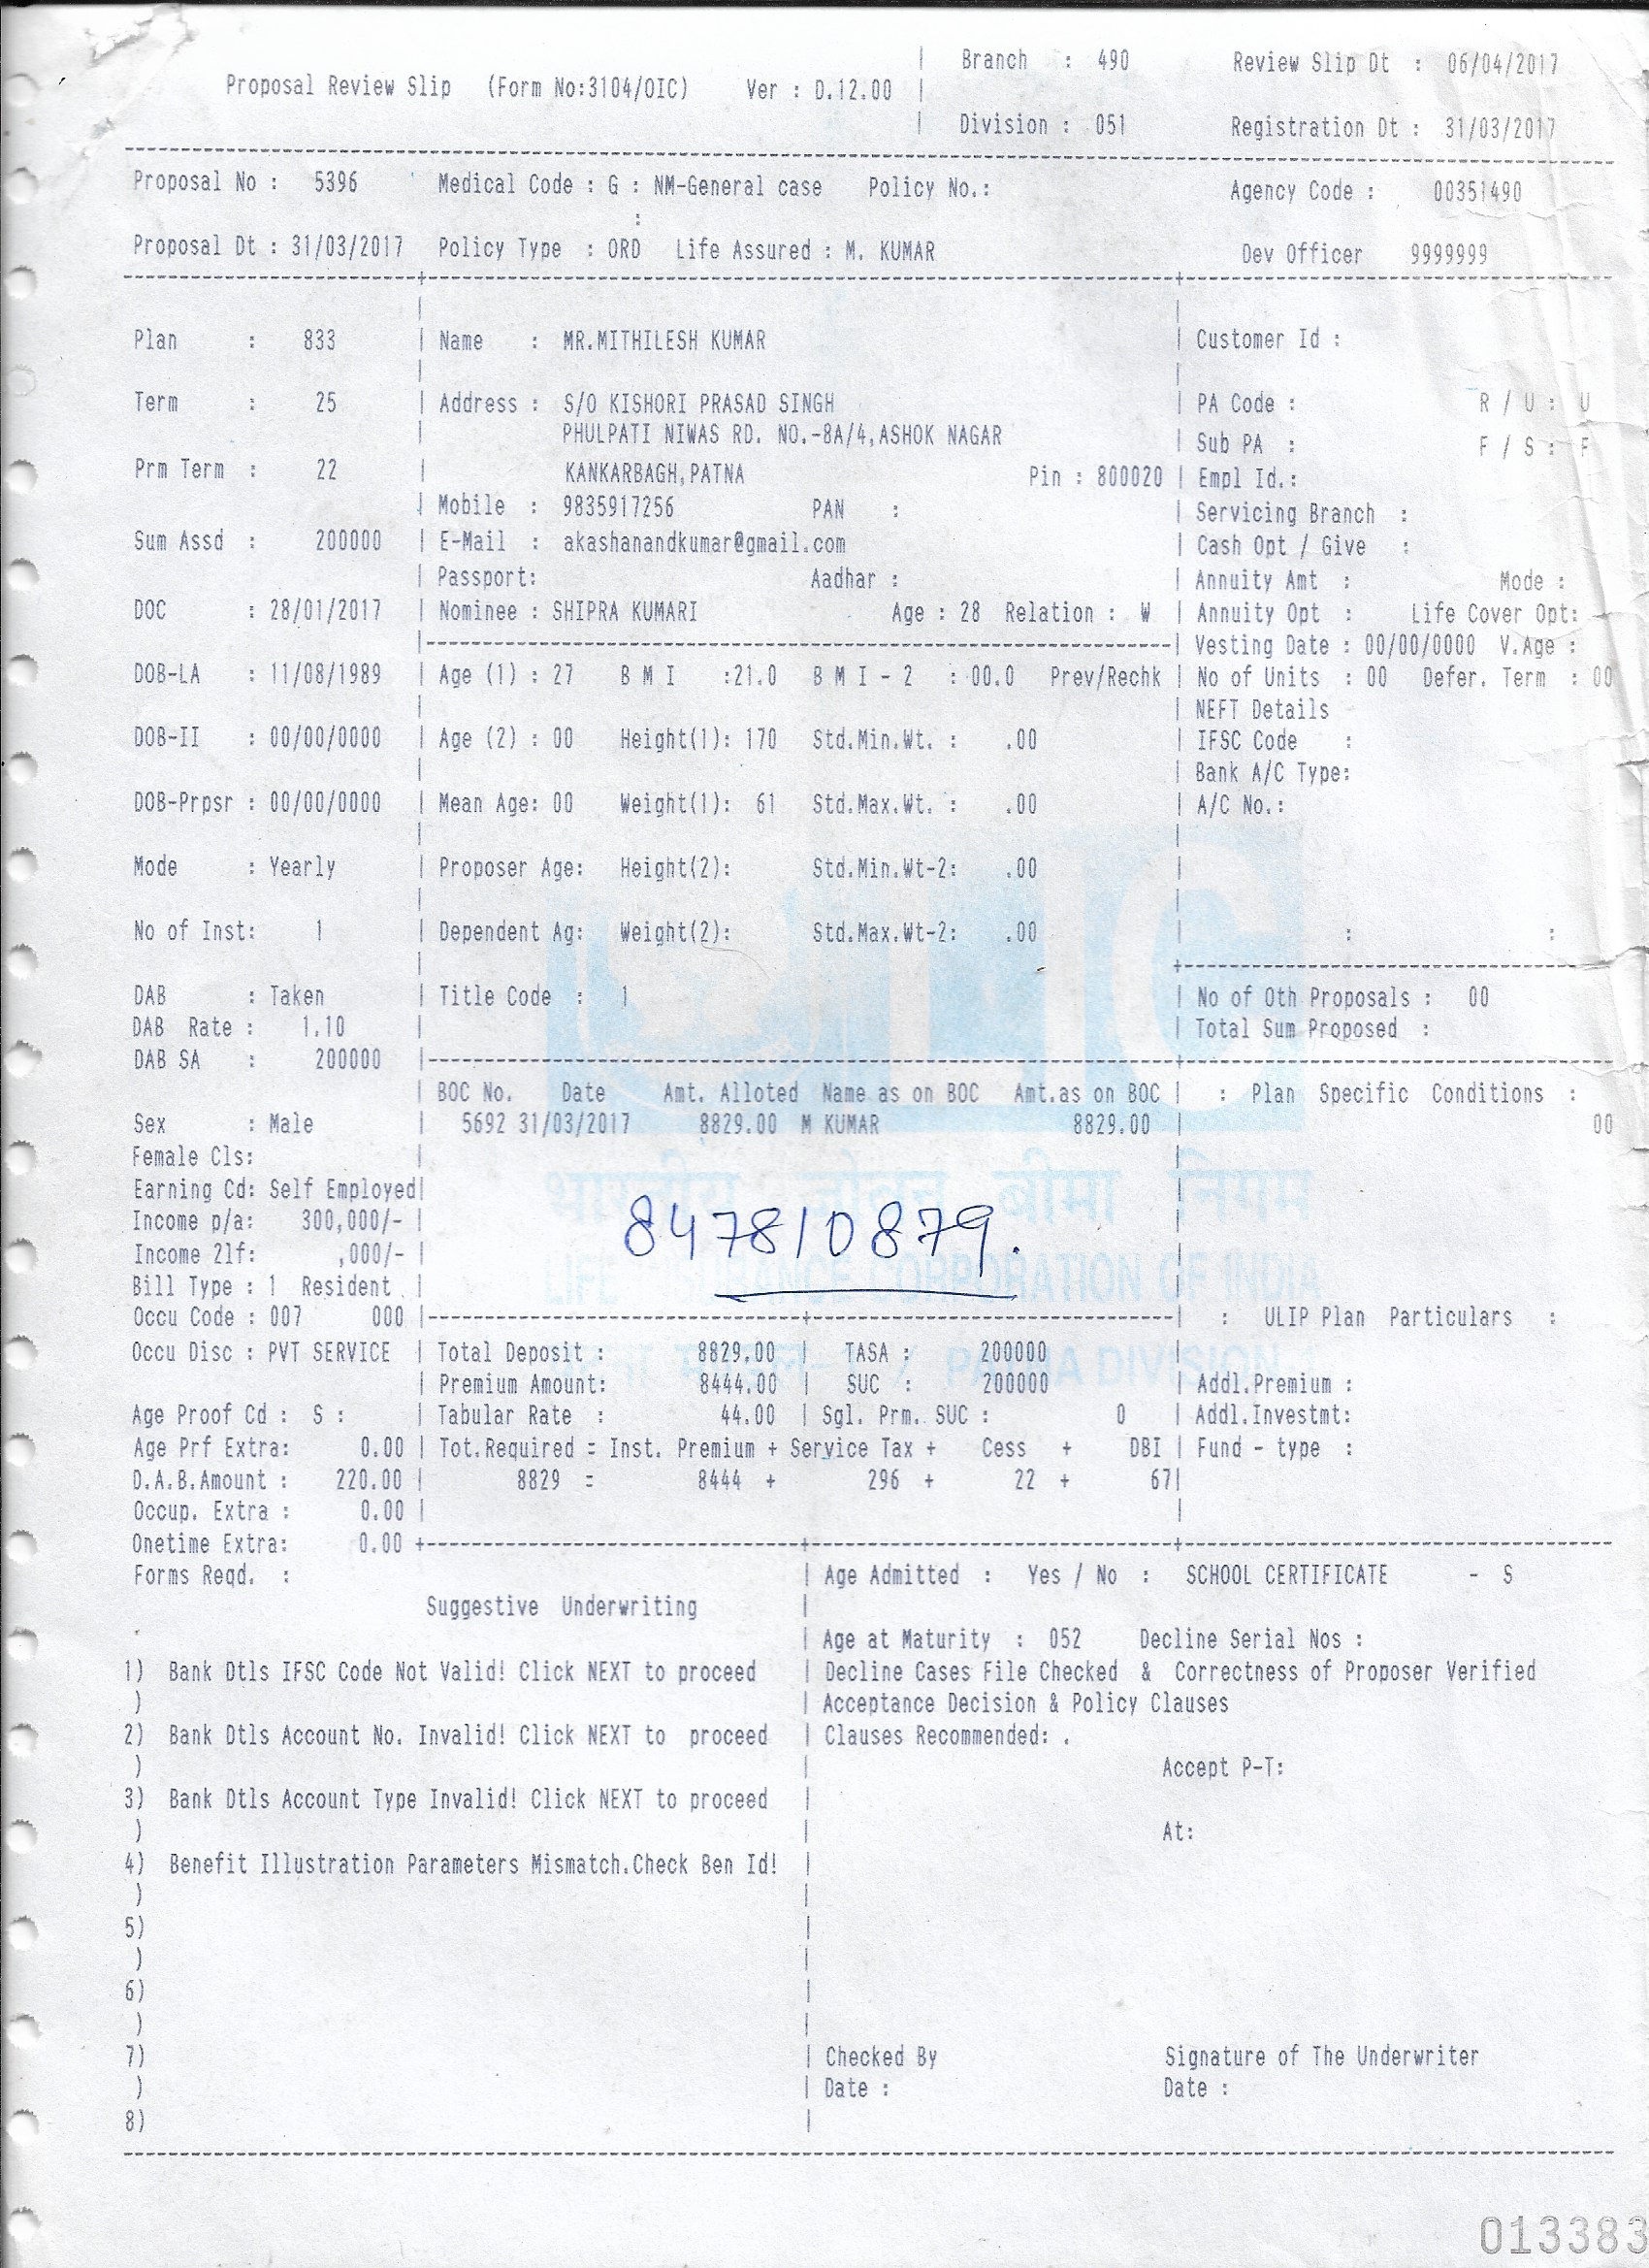 | Branch : 490 Review Slip Dt : 06/04/2017
Proposal Review Slip (Form No:3104/OIC) Ver : D.12.00 |
| Division : 051 Registration Dt : 31/03/2017
Proposal No : 5396 Medical Code : G : NM-General case Policy No.: Agency Code : 00351490
:
Proposal Dt : 31/03/2017 Policy Type : ORD Life Assured : M. KUMAR Dev Officer 9999999
Plan : 833 | Name : MR.MITHILESH KUMAR | Customer Id :
Term : 25 | Address : S/O KISHORI PRASAD SINGH | PA Code : R / U : U
| PHULPATI NIWAS RD. NO.-8A/4,ASHOK NAGAR | Sub PA : F / S : F
Prm Term : 22 | KANKARBAGH,PATNA Pin : 800020 | Empl Id.:
| Mobile : 9835917256 PAN : | Servicing Branch :
Sum Assd : 200000 | E-Mail : akashanandkumar@gmail.com | Cash Opt / Give :
| Passport: Aadhar : | Annuity Amt : Mode :
DOC : 28/01/2017 | Nominee : SHIPRA KUMARI Age : 28 Relation : W | Annuity Opt : Life Cover Opt:
| Vesting Date : 00/00/0000 V.Age :
DOB-LA : 11/08/1989 | Age (1) : 27 B M I :21.0 B M I - 2 : 00.0 Prev/Rechk | No of Units : 00 Defer. Term : 00
| NEFT Details
DOB-II : 00/00/0000 | Age (2) : 00 Height(1): 170 Std.Min.Wt. : .00 | IFSC Code :
| Bank A/C Type:
DOB-Prpsr : 00/00/0000 | Mean Age: 00 Weight(1): 61 Std.Max.Wt. : .00 | A/C No.:
Mode : Yearly | Proposer Age: Height(2): Std.Min.Wt-2: .00 |
No of Inst: 1 | Dependent Ag: Weight(2): Std.Max.Wt-2: .00 | : :
DAB : Taken | Title Code : 1 | No of Oth Proposals : 00
DAB Rate : 1.10 | | Total Sum Proposed :
DAB SA : 200000
| BOC No. Date Amt. Alloted Name as on BOC Amt.as on BOC | : Plan Specific Conditions :
Sex : Male | 5692 31/03/2017 8829.00 M KUMAR 8829.00 | 00
Female Cls:
भारतीय जीवन बीमा निगम
Earning Cd: Self Employed|
Income p/a: 300,000/- |
847810879.
Income 2lf: ,000/- |
LIFE INSURANCE CORPORATION OF INDIA
Bill Type : 1 Resident |
Occu Code : 007 000 | : ULIP Plan Particulars :
Occu Disc : PVT SERVICE | Total Deposit : 8829.00 | TASA : 200000 |
PATNA DIVISION-1
| Premium Amount: 8444.00 | SUC : 200000 | Addl.Premium :
Age Proof Cd : S : | Tabular Rate : 44.00 | Sgl. Prm. SUC : 0 | Addl.Investmt:
Age Prf Extra: 0.00 | Tot.Required = Inst. Premium + Service Tax + Cess + DBI | Fund - type :
D.A.B.Amount : 220.00 | 8829 = 8444 + 296 + 22 + 67|
Occup. Extra : 0.00 |
Onetime Extra: 0.00
Forms Reqd. : | Age Admitted : Yes / No : SCHOOL CERTIFICATE - S
Suggestive Underwriting |
| Age at Maturity : 052 Decline Serial Nos :
1) Bank Dtls IFSC Code Not Valid! Click NEXT to proceed | Decline Cases File Checked & Correctness of Proposer Verified
) | Acceptance Decision & Policy Clauses
2) Bank Dtls Account No. Invalid! Click NEXT to proceed | Clauses Recommended: .
) | Accept P-T:
3) Bank Dtls Account Type Invalid! Click NEXT to proceed |
) | At:
4) Benefit Illustration Parameters Mismatch.Check Ben Id! |
) |
5) |
) |
6) |
) |
7) | Checked By Signature of The Underwriter
) | Date : Date :
8) |
013383